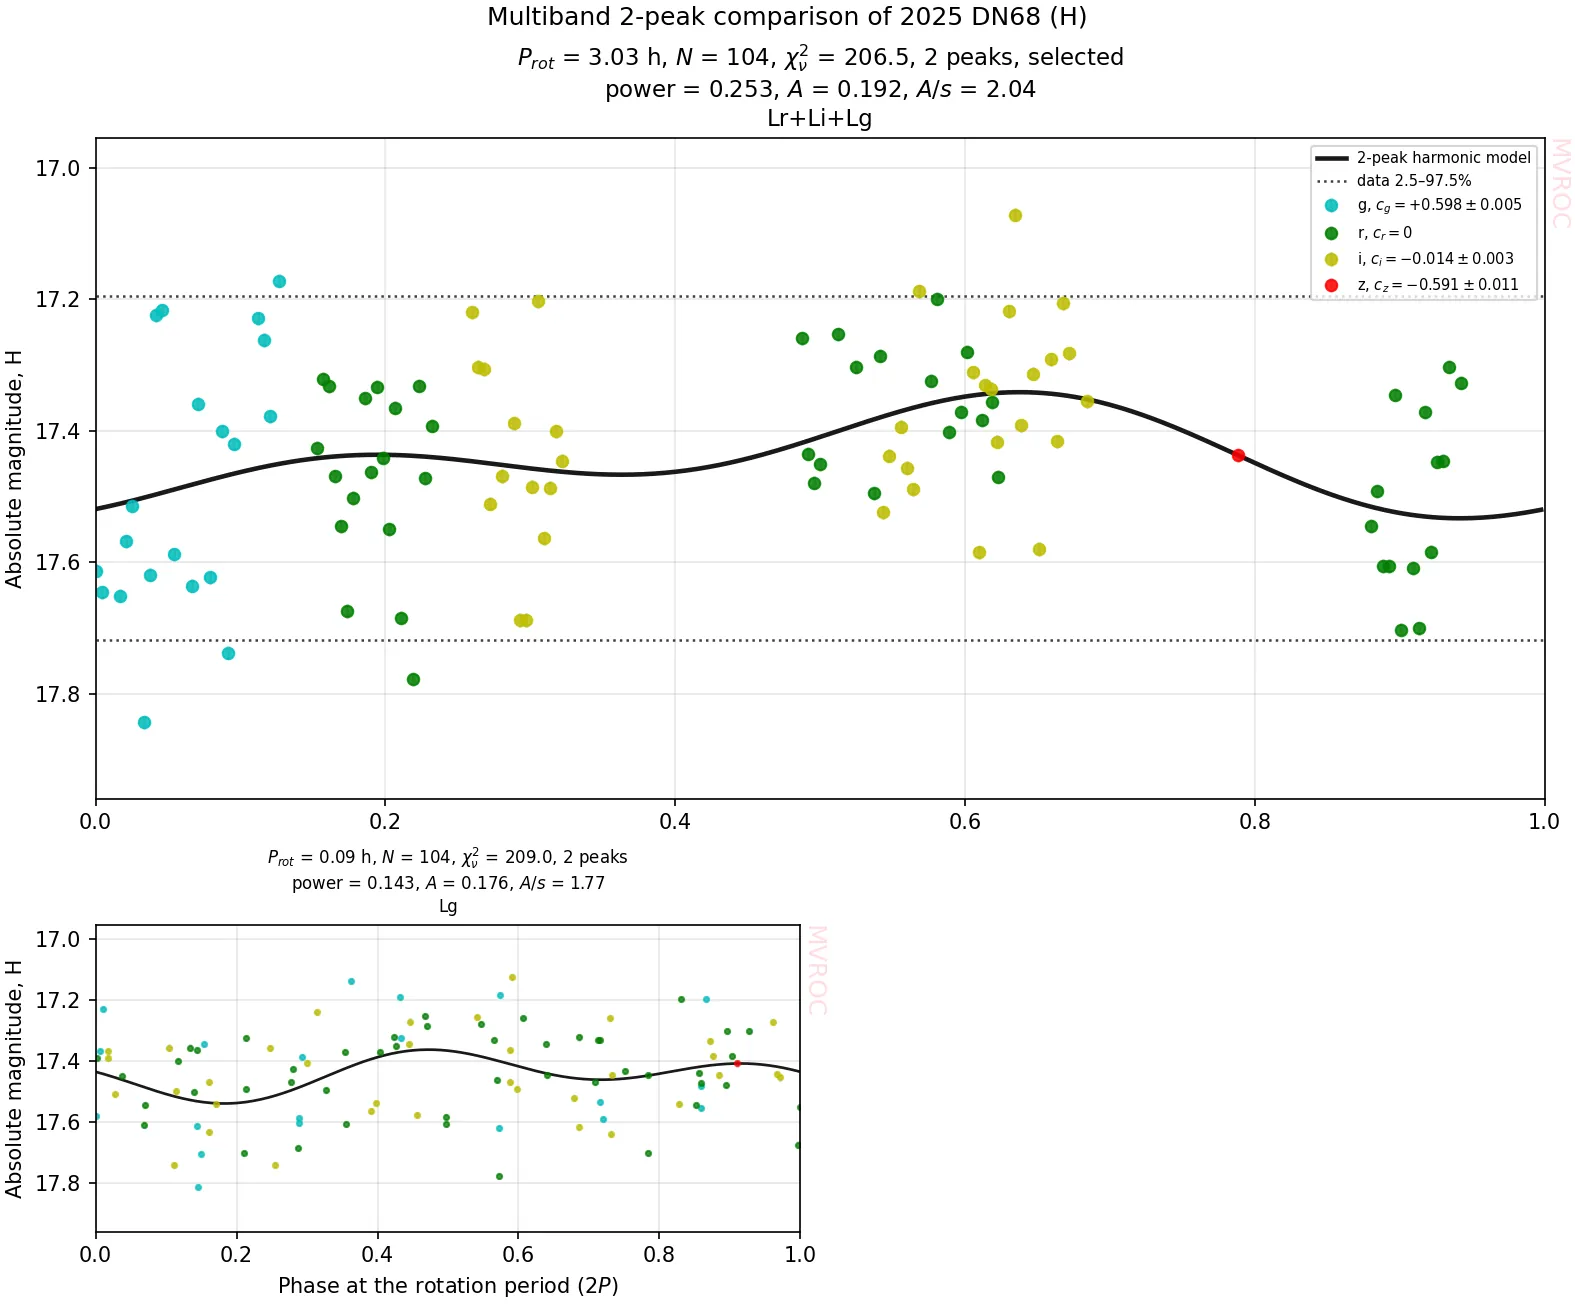 Multiband 2-peak comparison of 2025 DN68 (H)
P_rot = 3.03 h, N = 104, χ²_ν = 206.5, 2 peaks, selected
power = 0.253, A = 0.192, A/s = 2.04
Lr+Li+Lg
Absolute magnitude, H
17.0
17.2
17.4
17.6
17.8
2-peak harmonic model
data 2.5–97.5%
g, c_g = +0.598 ± 0.005
r, c_r = 0
i, c_i = −0.014 ± 0.003
z, c_z = −0.591 ± 0.011
MVROC
0.0 0.2 0.4 0.6 0.8 1.0
P_rot = 0.09 h, N = 104, χ²_ν = 209.0, 2 peaks
power = 0.143, A = 0.176, A/s = 1.77
Lg
Absolute magnitude, H
17.0
17.2
17.4
17.6
17.8
MVROC
0.0 0.2 0.4 0.6 0.8 1.0
Phase at the rotation period (2P)